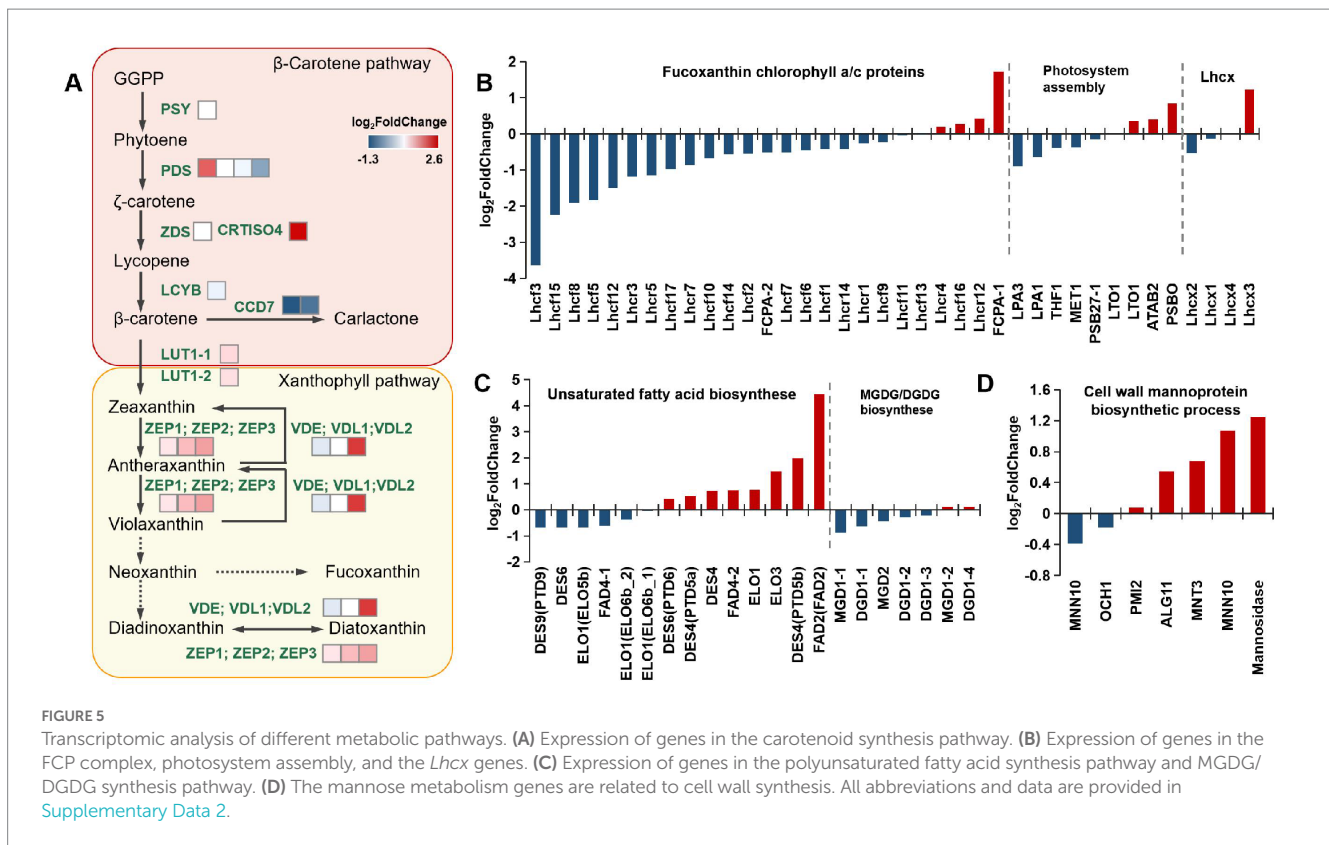 A
β-Carotene pathway
GGPP
PSY
log₂FoldChange
-1.3 2.6
Phytoene
PDS
ζ-carotene
ZDS CRTISO4
Lycopene
LCYB
CCD7
β-carotene Carlactone
LUT1-1
LUT1-2
Xanthophyll pathway
Zeaxanthin
ZEP1; ZEP2; ZEP3 VDE; VDL1;VDL2
Antheraxanthin
ZEP1; ZEP2; ZEP3 VDE; VDL1;VDL2
Violaxanthin
Neoxanthin Fucoxanthin
VDE; VDL1;VDL2
Diadinoxanthin Diatoxanthin
ZEP1; ZEP2; ZEP3
B
Fucoxanthin chlorophyll a/c proteins
Photosystem
assembly
Lhcx
log₂FoldChange
2
1
0
-1
-2
-3
-4
Lhcf3
Lhcf15
Lhcf8
Lhcf5
Lhcf12
Lhcr3
Lhcr5
Lhcf17
Lhcr7
Lhcf10
Lhcf14
Lhcf2
FCPA-2
Lhcf7
Lhcf6
Lhcf1
Lhcr14
Lhcr1
Lhcf9
Lhcf11
Lhcf13
Lhcr4
Lhcf16
Lhcr12
FCPA-1
LPA3
LPA1
THF1
MET1
PSB27-1
LTO1
LTO1
ATAB2
PSBO
Lhcx2
Lhcx1
Lhcx4
Lhcx3
C
Unsaturated fatty acid biosynthese
MGDG/DGDG
biosynthese
log₂FoldChange
5
4
3
2
1
0
-1
-2
DES9(PTD9)
DES6
ELO1(ELO5b)
FAD4-1
ELO1(ELO6b_2)
ELO1(ELO6b_1)
DES6(PTD6)
DES4(PTD5a)
DES4
FAD4-2
ELO1
ELO3
DES4(PTD5b)
FAD2(FAD2)
MGD1-1
DGD1-1
MGD2
DGD1-2
DGD1-3
MGD1-2
DGD1-4
D
Cell wall mannoprotein
biosynthetic process
log₂FoldChange
1.6
1.2
0.8
0.4
0
-0.4
-0.8
MNN10
OCH1
PMI2
ALG11
MNT3
MNN10
Mannosidase
FIGURE 5
Transcriptomic analysis of different metabolic pathways. (A) Expression of genes in the carotenoid synthesis pathway. (B) Expression of genes in the
FCP complex, photosystem assembly, and the Lhcx genes. (C) Expression of genes in the polyunsaturated fatty acid synthesis pathway and MGDG/
DGDG synthesis pathway. (D) The mannose metabolism genes are related to cell wall synthesis. All abbreviations and data are provided in
Supplementary Data 2.